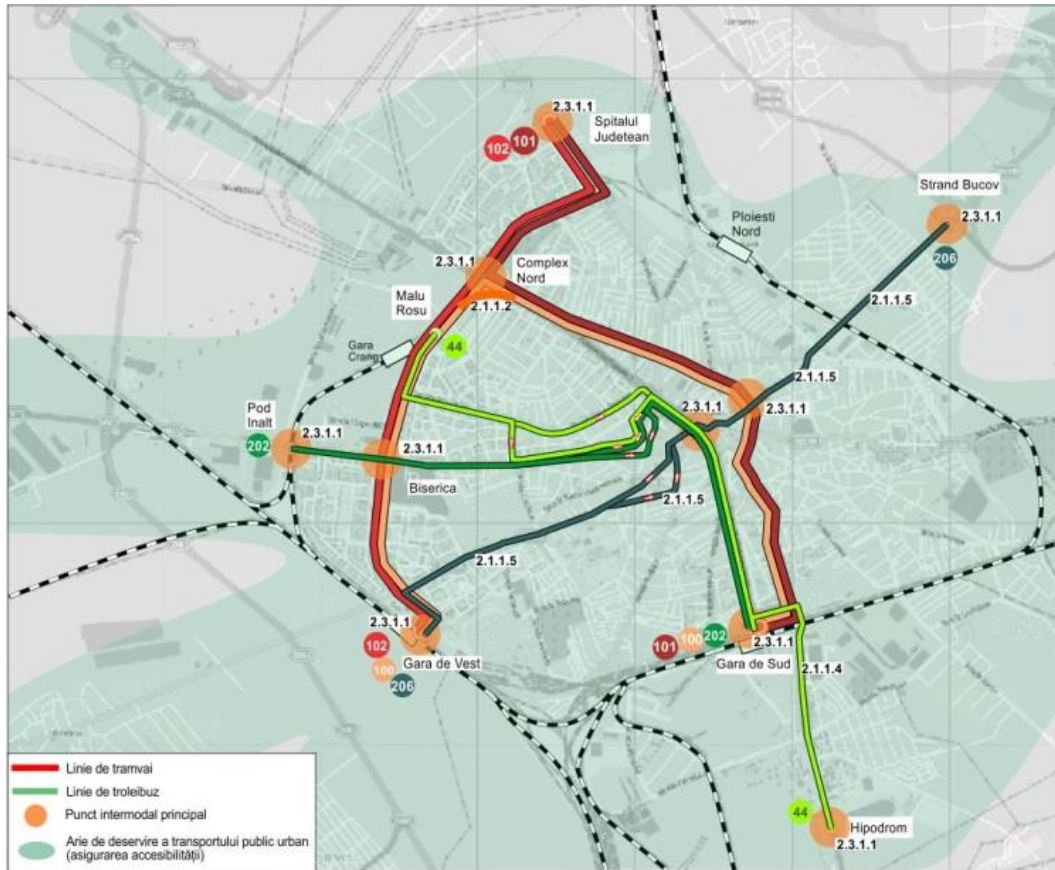 2.3.1.1
Spitalul
Judetean
102
101
Strand Bucov
2.3.1.1
206
Ploiesti
Nord
2.3.1.1
Complex
Nord
2.1.1.2
Malu
Rosu
2.1.1.5
44
Gara
Crang
2.1.1.5
Pod
Inalt
2.3.1.1
2.3.1.1
2.3.1.1
202
2.3.1.1
Biserica
2.1.1.5
2.1.1.5
2.3.1.1
102
Gara de Vest
100
206
101
100
202
2.3.1.1
Gara de Sud
2.1.1.4
44
Hipodrom
2.3.1.1
Linie de tramvai
Linie de troleibuz
Punct intermodal principal
Arie de deservire a transportului public urban
(asigurarea accesibilității)